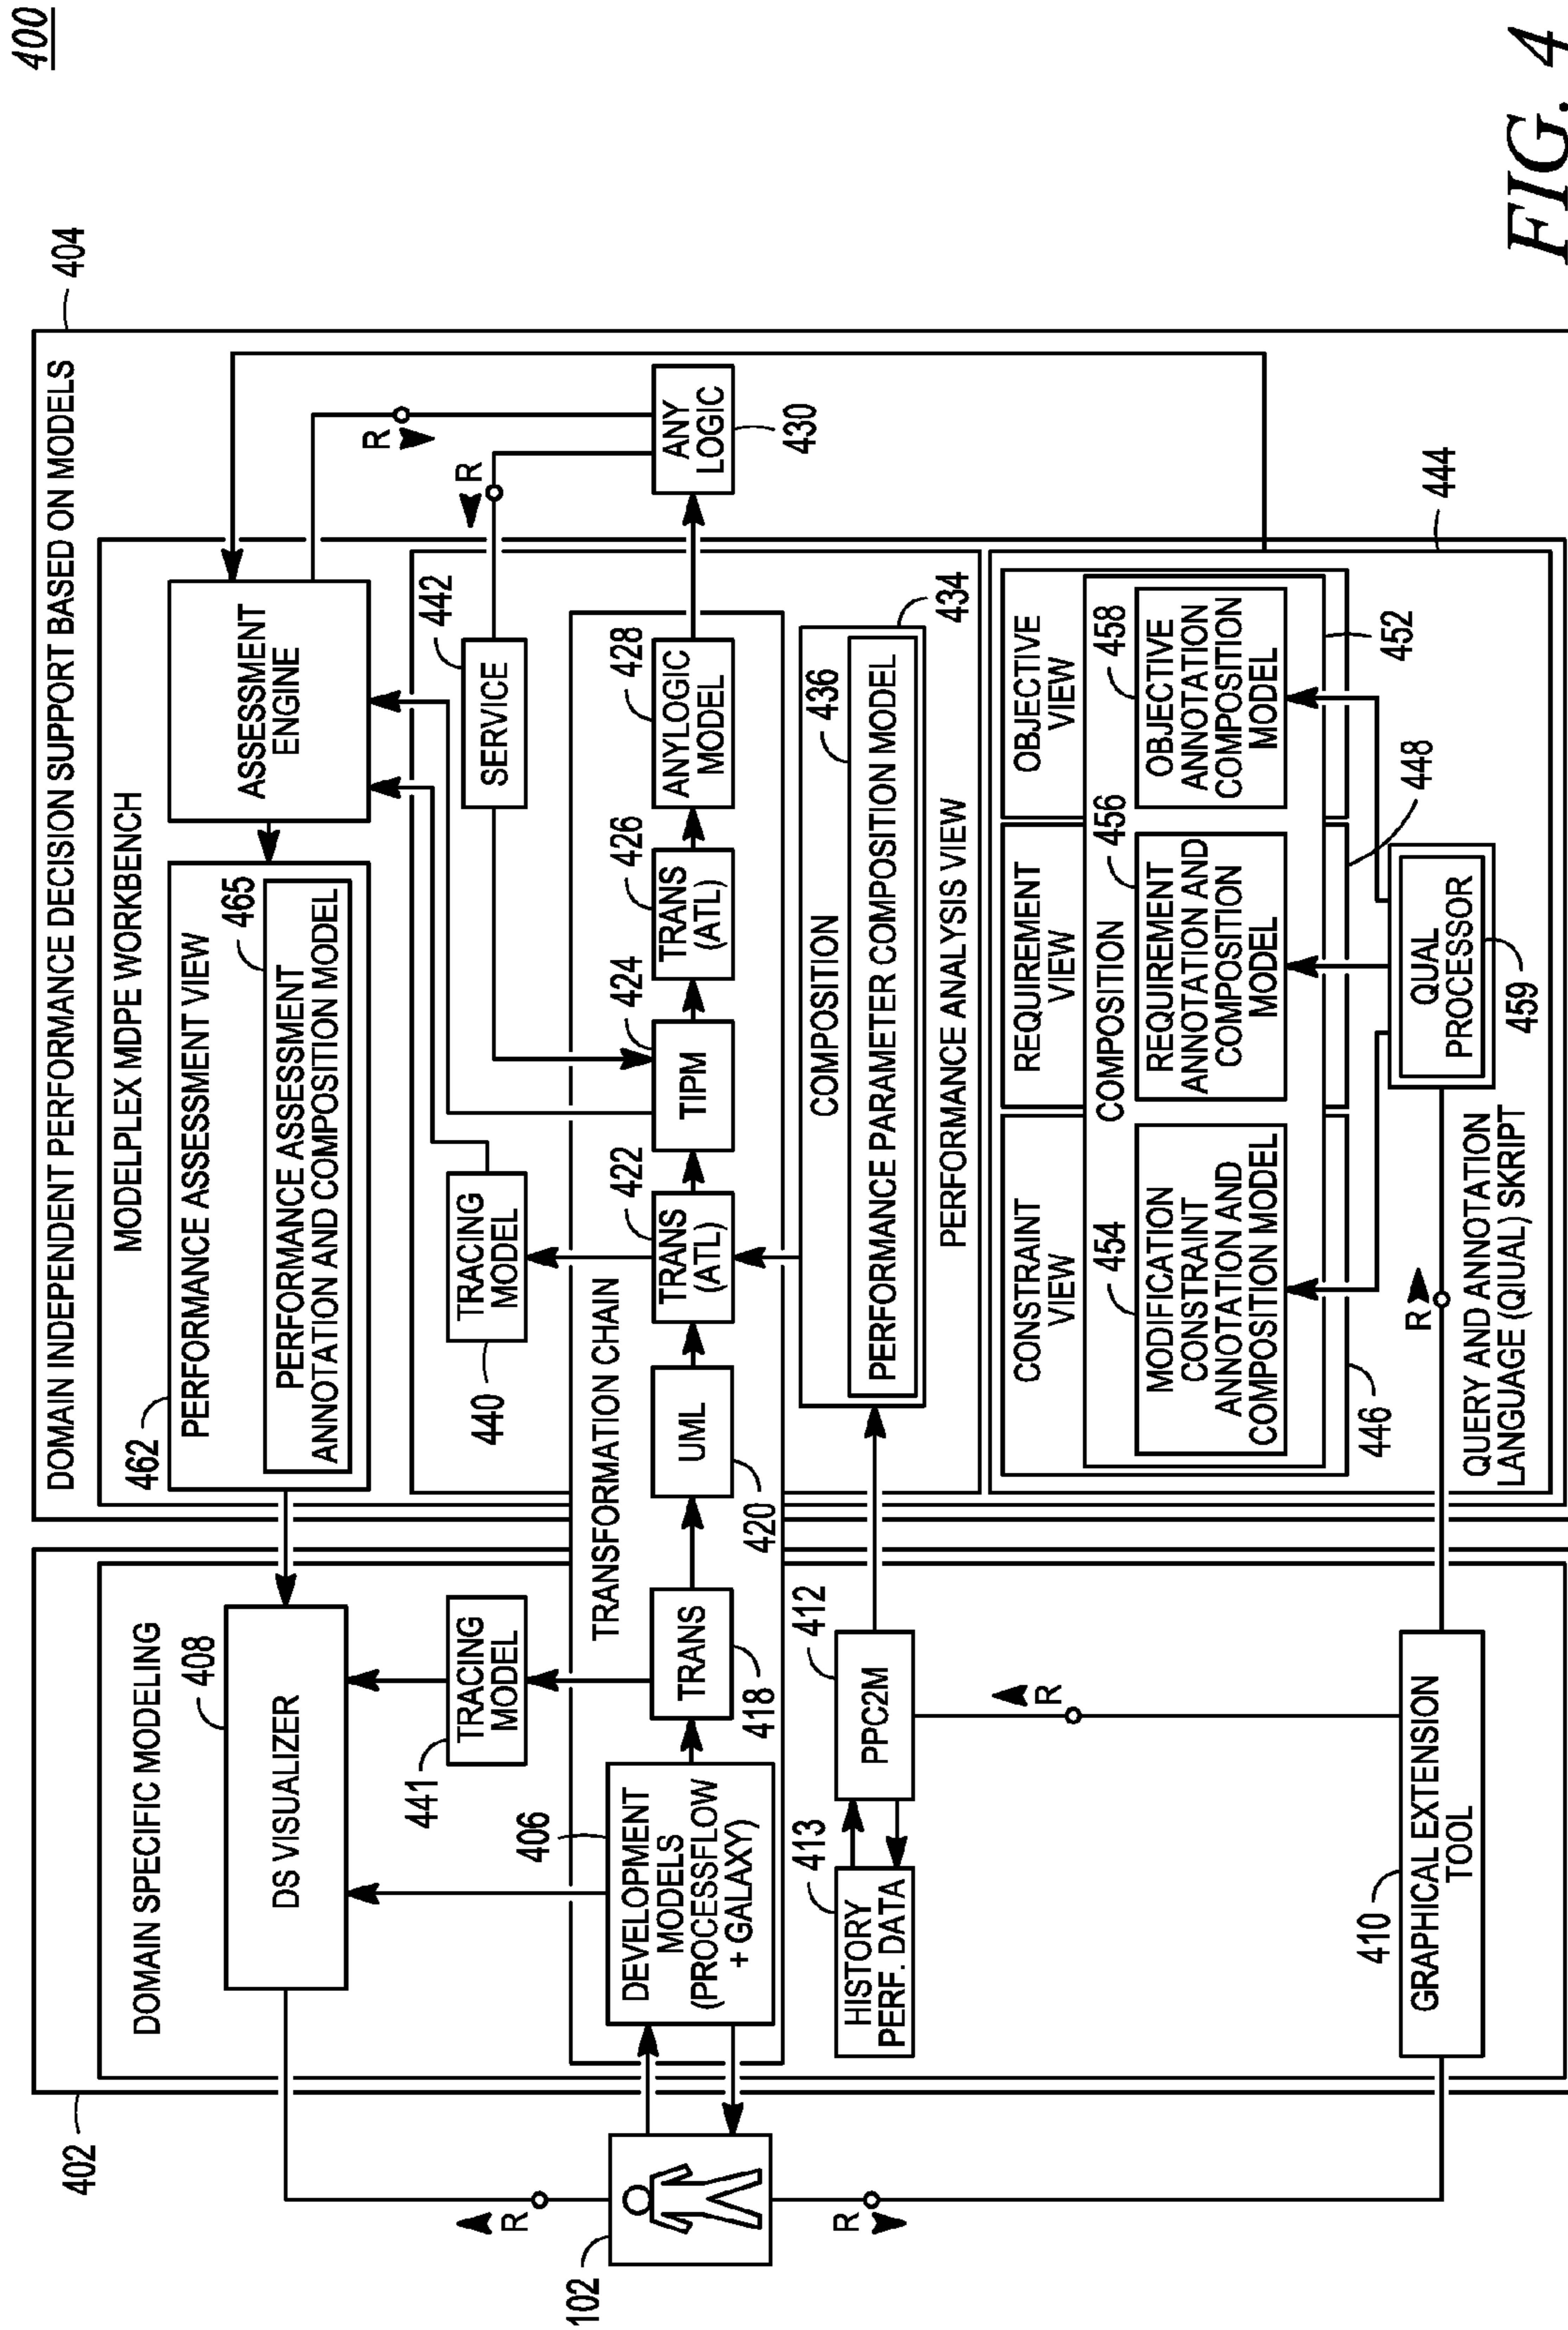 400
404
DOMAIN INDEPENDENT PERFORMANCE DECISION SUPPORT BASED ON MODELS
MODELPLEX MDPE WORKBENCH
462
PERFORMANCE ASSESSMENT VIEW
465
PERFORMANCE ASSESSMENT
ANNOTATION AND COMPOSITION MODEL
ASSESSMENT
ENGINE
R
R
402
DOMAIN SPECIFIC MODELING
408
DS VISUALIZER
441
TRACING
MODEL
440
TRACING
MODEL
442
SERVICE
TRANSFORMATION CHAIN
R
102
R
406
DEVELOPMENT
MODELS
(PROCESSFLOW
+ GALAXY)
TRANS
418
UML
420
422
TRANS
(ATL)
424
TIPM
426
TRANS
(ATL)
428
ANYLOGIC
MODEL
ANY
LOGIC
430
413
HISTORY
PERF. DATA
412
PPC2M
R
COMPOSITION
434
436
PERFORMANCE PARAMETER COMPOSITION MODEL
PERFORMANCE ANALYSIS VIEW
444
CONSTRAINT
VIEW
REQUIREMENT
VIEW
OBJECTIVE
VIEW
COMPOSITION
454
MODIFICATION
CONSTRAINT
ANNOTATION AND
COMPOSITION MODEL
456
REQUIREMENT
ANNOTATION AND
COMPOSITION
MODEL
458
OBJECTIVE
ANNOTATION
COMPOSITION
MODEL
446
448
452
410
GRAPHICAL EXTENSION
TOOL
R
QUAL
PROCESSOR
459
QUERY AND ANNOTATION
LANGUAGE (QIUAL) SKRIPT
FIG. 4